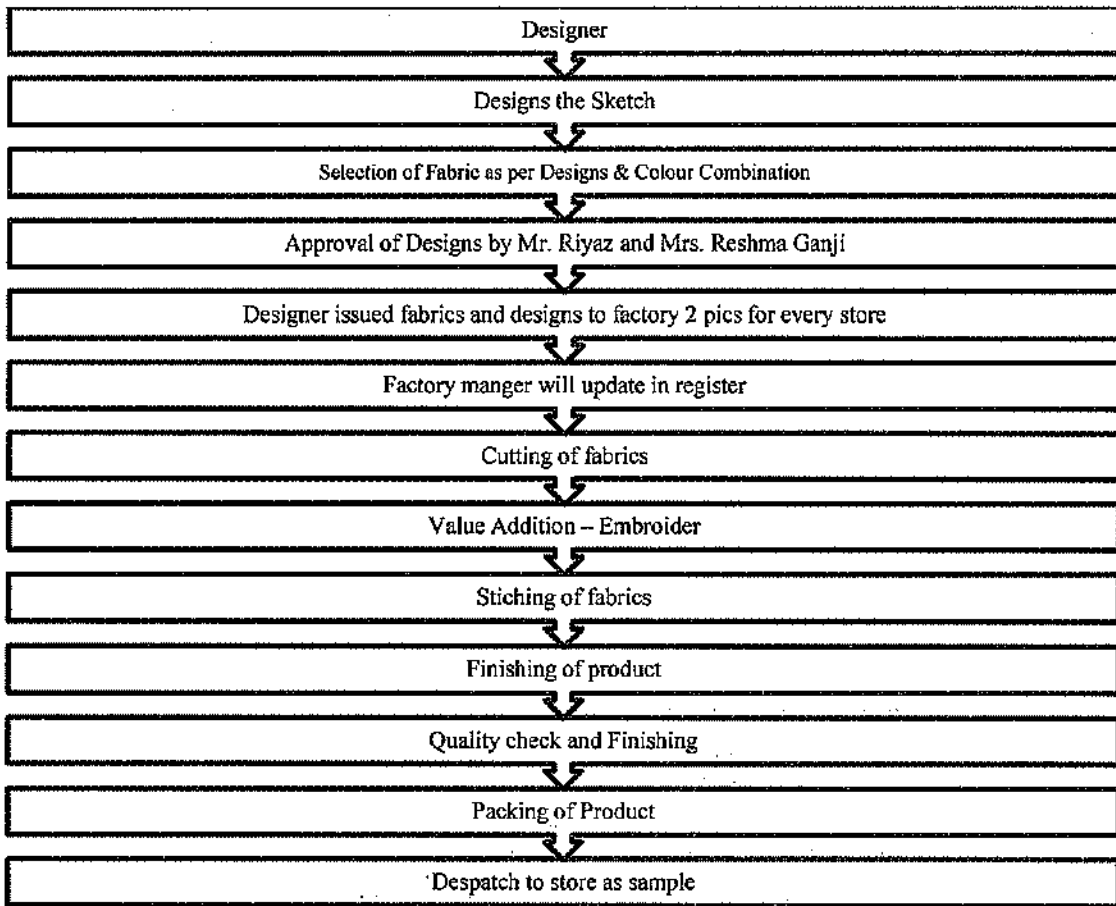 Designer
Designs the Sketch
Selection of Fabric as per Designs & Colour Combination
Approval of Designs by Mr. Riyaz and Mrs. Reshma Ganji
Designer issued fabrics and designs to factory 2 pics for every store
Factory manger will update in register
Cutting of fabrics
Value Addition – Embroider
Stiching of fabrics
Finishing of product
Quality check and Finishing
Packing of Product
Despatch to store as sample